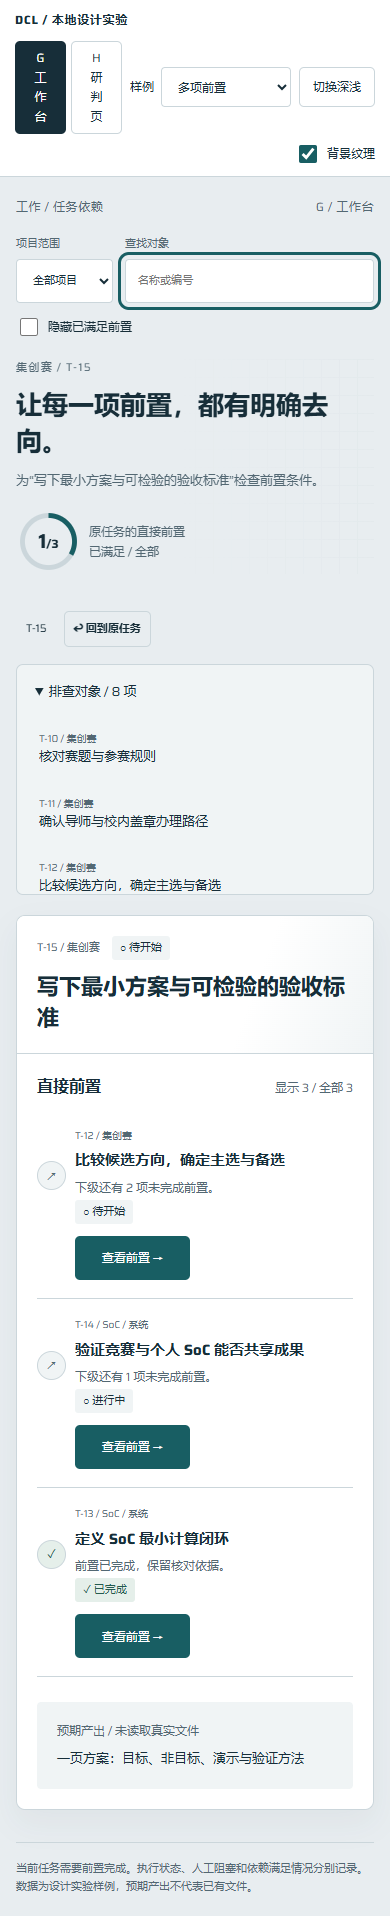 DCL / 本地设计实验
G
工
作
台
H
研
判
页
样例
多项前置
切换深浅
背景纹理
工作 / 任务依赖
G / 工作台
项目范围
查找对象
全部项目
名称或编号
隐藏已满足前置
集创赛 / T-15
让每一项前置，都有明确去
向。
为“写下最小方案与可检验的验收标准”检查前置条件。
1/3
原任务的直接前置
已满足 / 全部
T-15
↩ 回到原任务
▼ 排查对象 / 8 项
T-10 / 集创赛
核对赛题与参赛规则
T-11 / 集创赛
确认导师与校内盖章办理路径
T-12 / 集创赛
比较候选方向，确定主选与备选
T-15 / 集创赛
○ 待开始
写下最小方案与可检验的验收标
准
直接前置
显示 3 / 全部 3
T-12 / 集创赛
↗
比较候选方向，确定主选与备选
下级还有 2 项未完成前置。
○ 待开始
查看前置 →
T-14 / SoC / 系统
↗
验证竞赛与个人 SoC 能否共享成果
下级还有 1 项未完成前置。
○ 进行中
查看前置 →
T-13 / SoC / 系统
✓
定义 SoC 最小计算闭环
前置已完成，保留核对依据。
✓ 已完成
查看前置 →
预期产出 / 未读取真实文件
一页方案：目标、非目标、演示与验证方法
当前任务需要前置完成。执行状态、人工阻塞和依赖满足情况分别记录。
数据为设计实验样例，预期产出不代表已有文件。